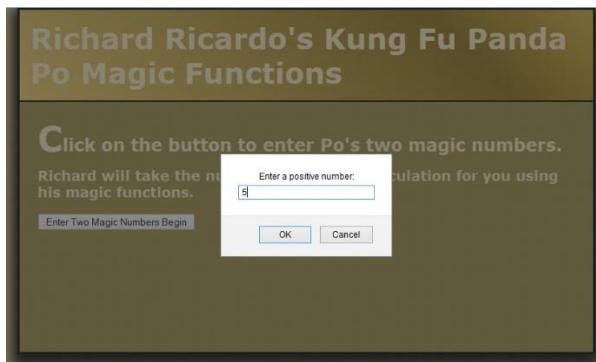 Richard Ricardo's Kung Fu Panda
Po Magic Functions
Click on the button to enter Po's two magic numbers.
Richard will take the nu culation for you using
his magic functions.
Enter Two Magic Numbers Begin
Enter a positive number:
5
OK Cancel